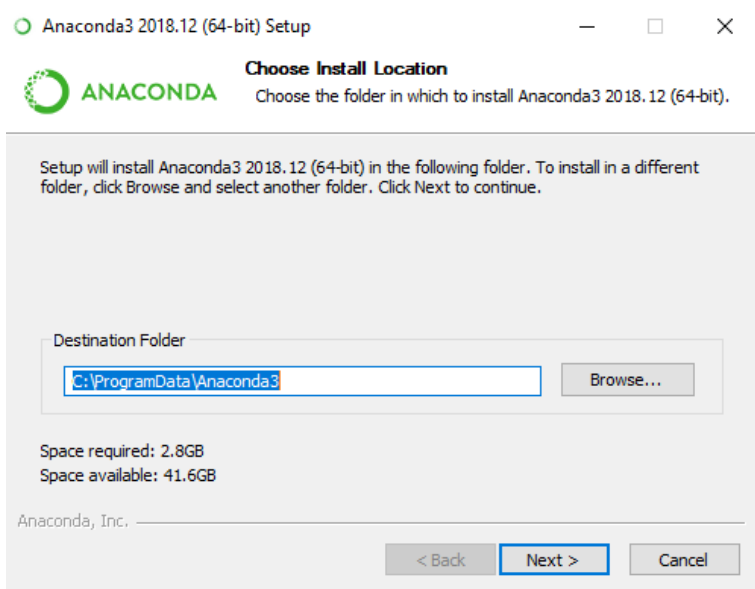 Anaconda3 2018.12 (64-bit) Setup
ANACONDA
Choose Install Location
Choose the folder in which to install Anaconda3 2018.12 (64-bit).
Setup will install Anaconda3 2018.12 (64-bit) in the following folder. To install in a different
folder, click Browse and select another folder. Click Next to continue.
Destination Folder
C:\ProgramData\Anaconda3
Browse...
Space required: 2.8GB
Space available: 41.6GB
Anaconda, Inc.
< Back
Next >
Cancel